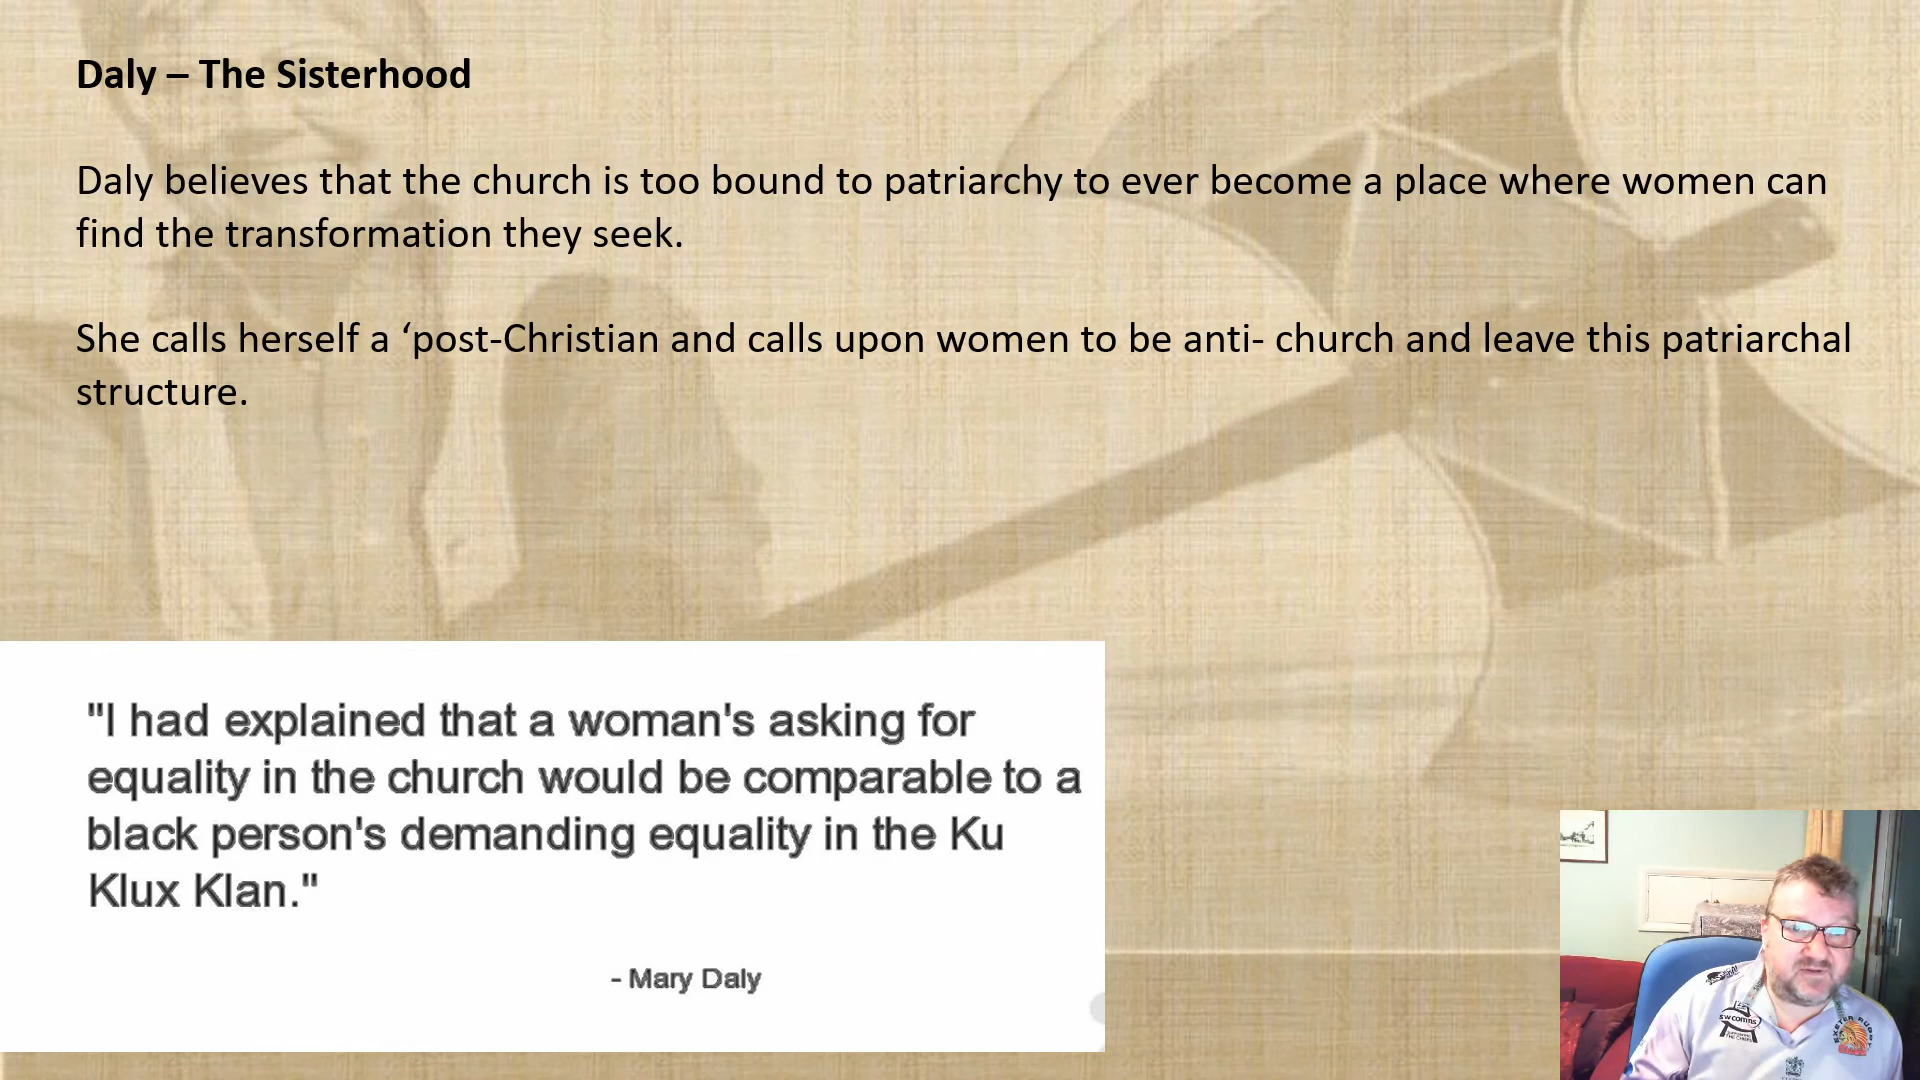 Daly – The Sisterhood
Daly believes that the church is too bound to patriarchy to ever become a place where women can
find the transformation they seek.
She calls herself a ‘post-Christian and calls upon women to be anti- church and leave this patriarchal
structure.
"I had explained that a woman's asking for
equality in the church would be comparable to a
black person's demanding equality in the Ku
Klux Klan."
- Mary Daly
swcomms
EXETER RUGBY